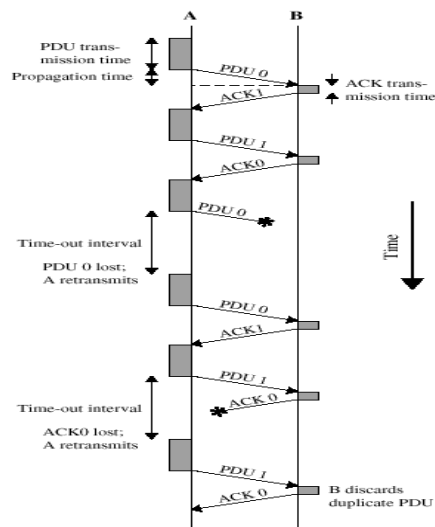 A
B
PDU trans-
mission time
Propagation time
PDU 0
ACK1
ACK trans-
mission time
PDU 1
ACK0
PDU 0
Time-out interval
PDU 0 lost;
A retransmits
Time
PDU 0
ACK1
PDU 1
ACK 0
Time-out interval
ACK0 lost;
A retransmits
PDU 1
ACK 0
B discards
duplicate PDU